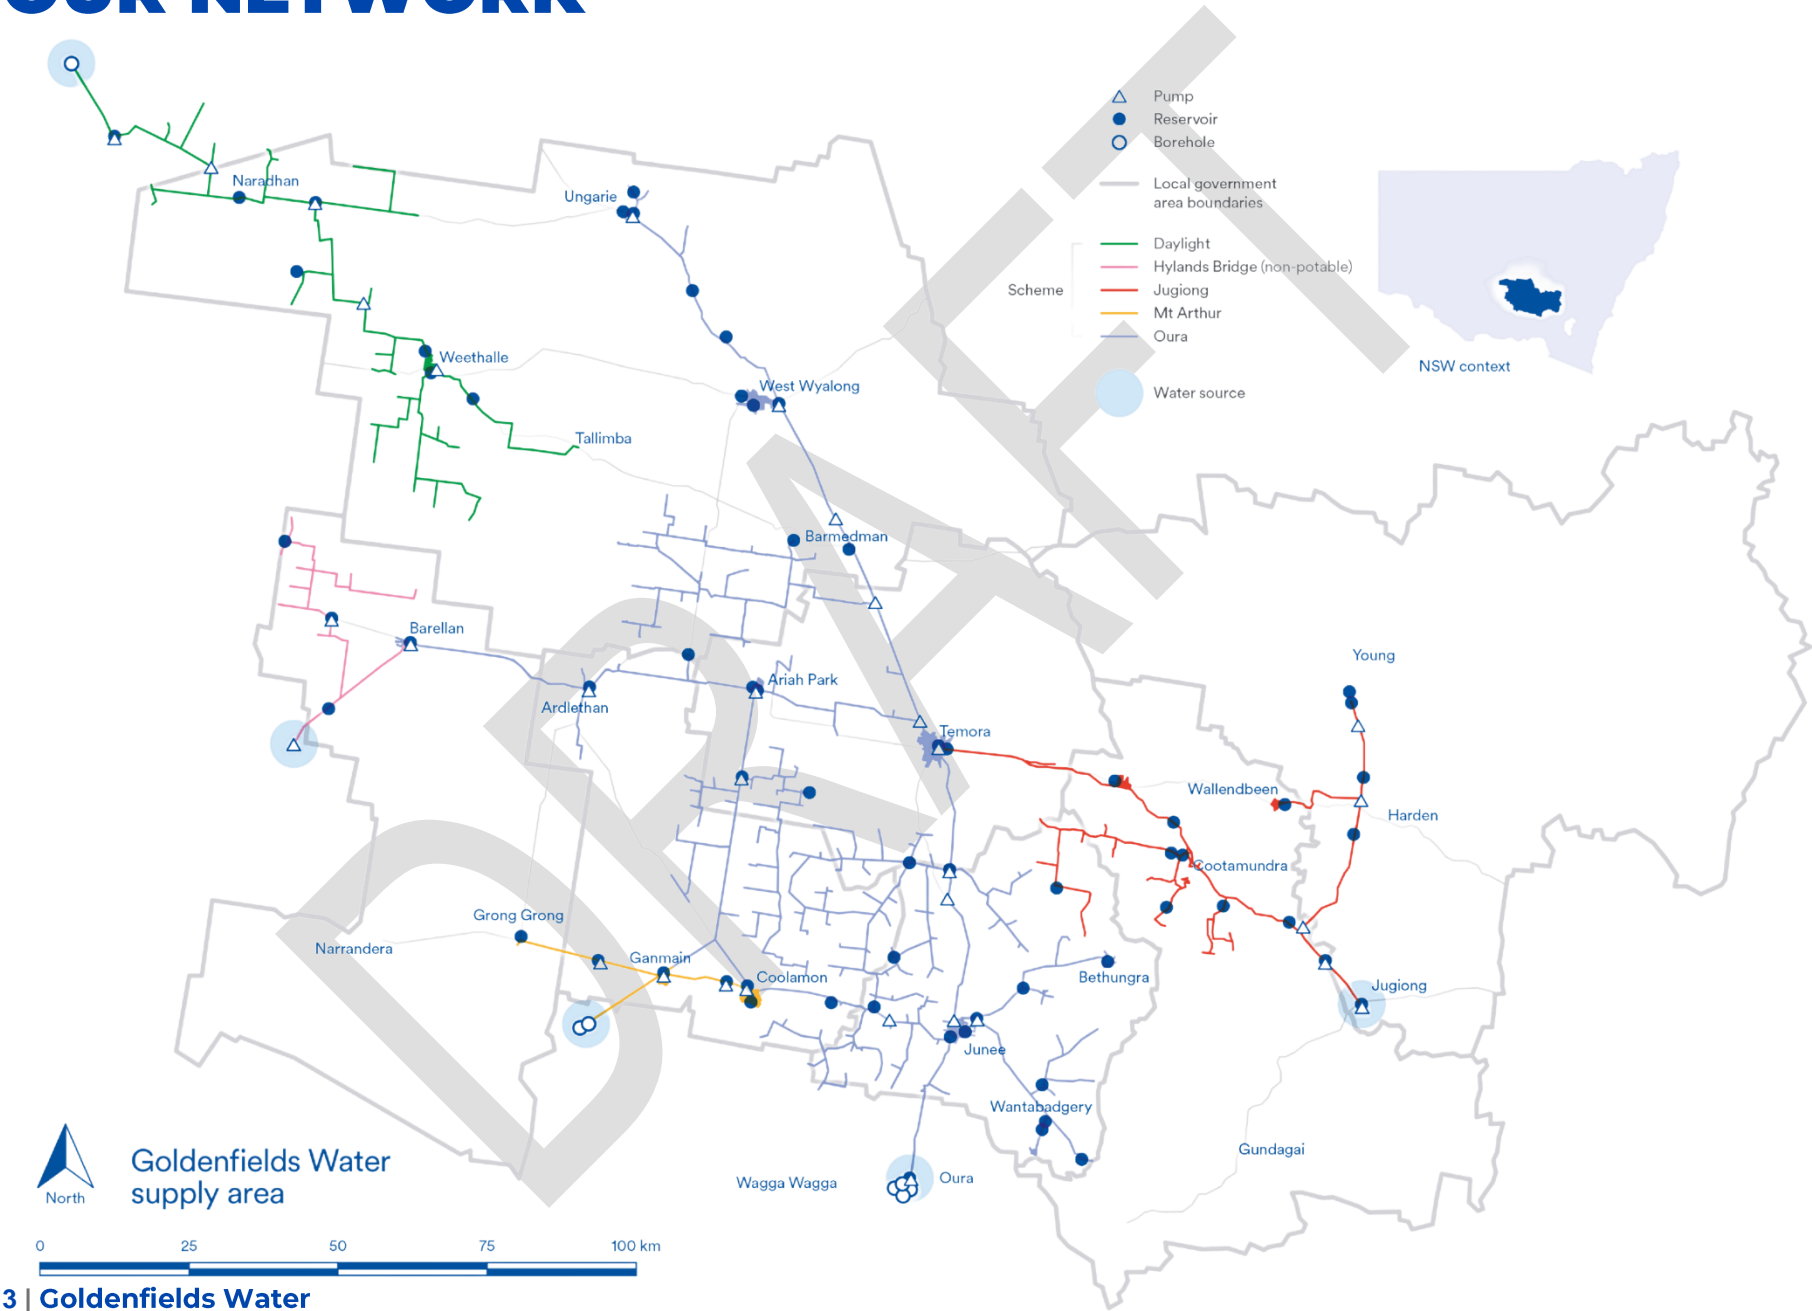 OUR NETWORK
Pump
Reservoir
Borehole
Local government
area boundaries
Scheme
Daylight
Hylands Bridge (non-potable)
Jugiong
Mt Arthur
Oura
Water source
NSW context
Naradhan
Ungarie
Weethalle
West Wyalong
Tallimba
Barmedman
Barellan
Ariah Park
Ardlethan
Temora
Young
Wallendbeen
Harden
Cootamundra
Grong Grong
Narrandera
Ganmain
Coolamon
Bethungra
Jugiong
Junee
Wantabadgery
Gundagai
Wagga Wagga
Oura
DRAFT
North
Goldenfields Water
supply area
0 25 50 75 100 km
3 | Goldenfields Water